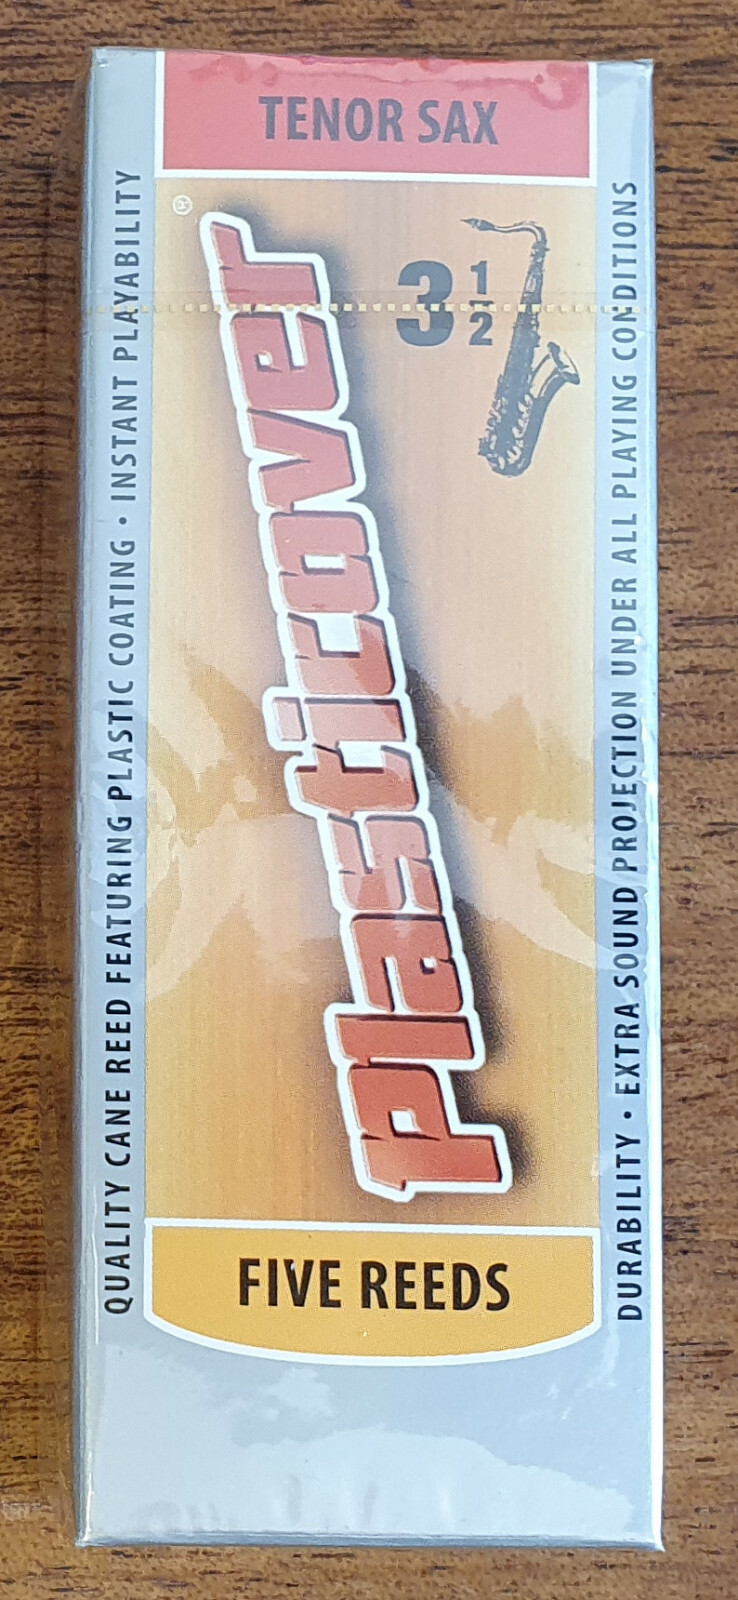 TENOR SAX
3 1/2
plasticover
®
FIVE REEDS
QUALITY CANE REED FEATURING PLASTIC COATING • INSTANT PLAYABILITY
DURABILITY • EXTRA SOUND PROJECTION UNDER ALL PLAYING CONDITIONS